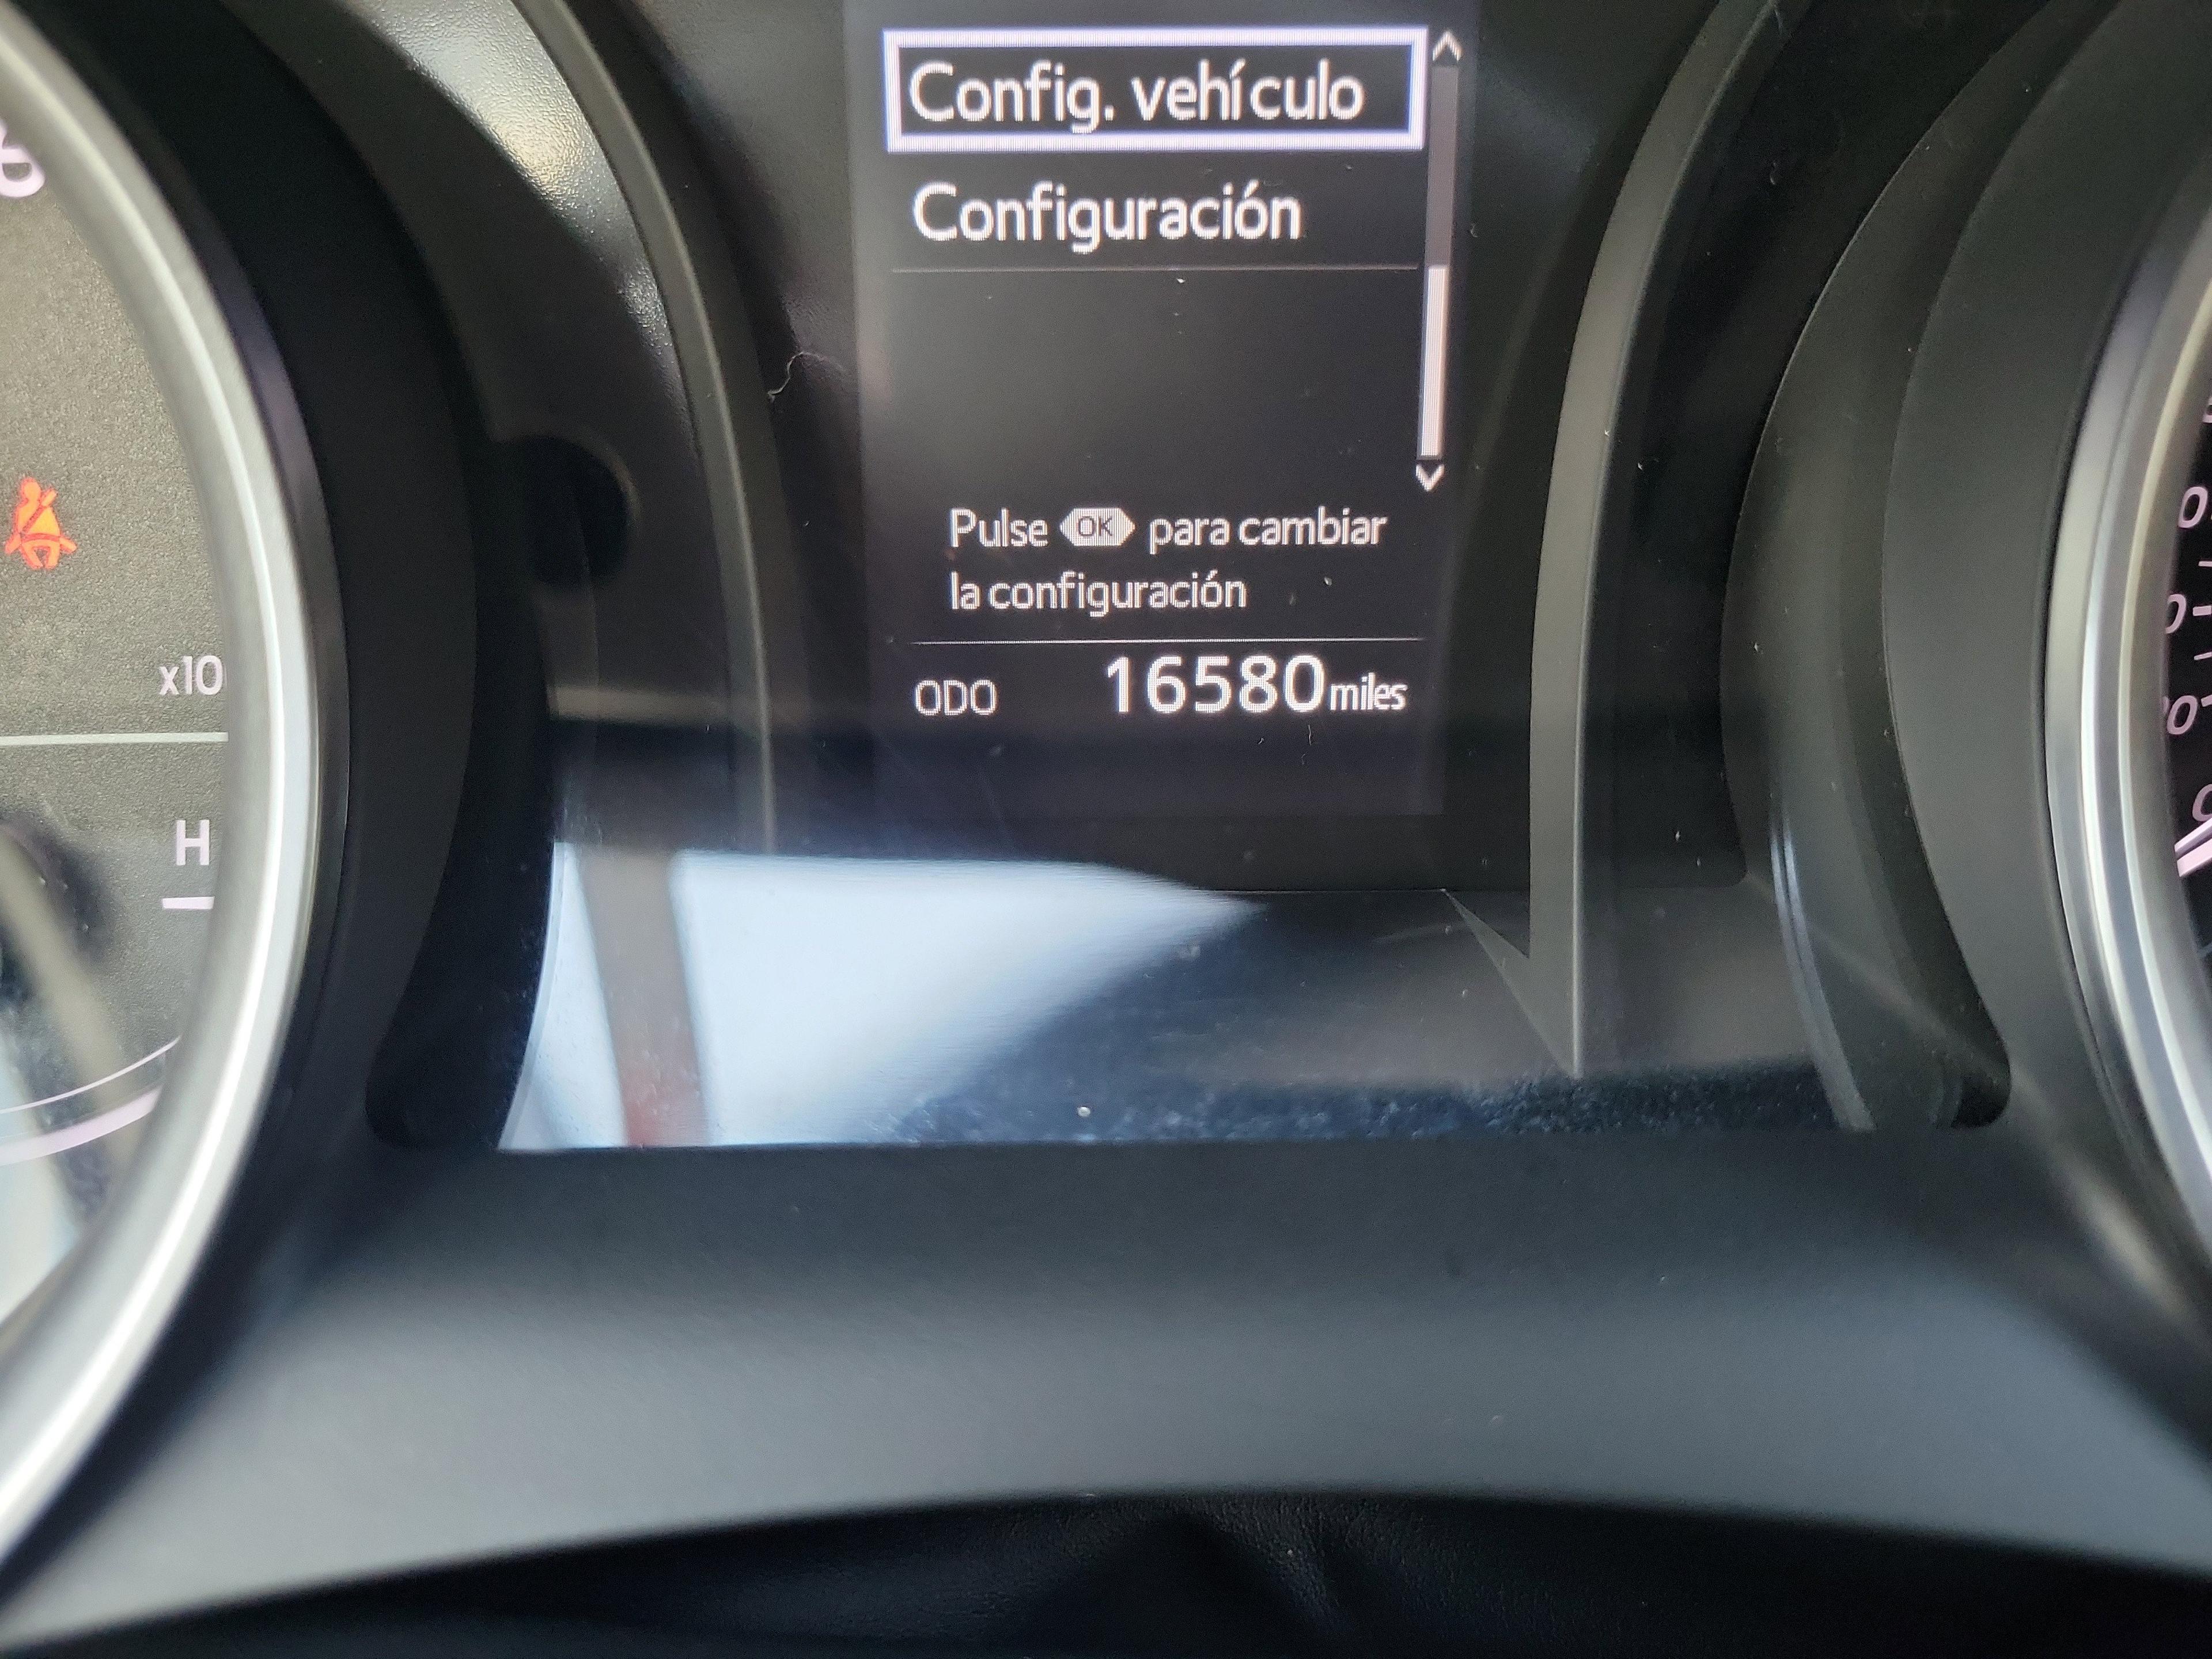 Config. vehículo
Configuración
Pulse OK para cambiar
la configuración
ODO 16580 miles
x10
H